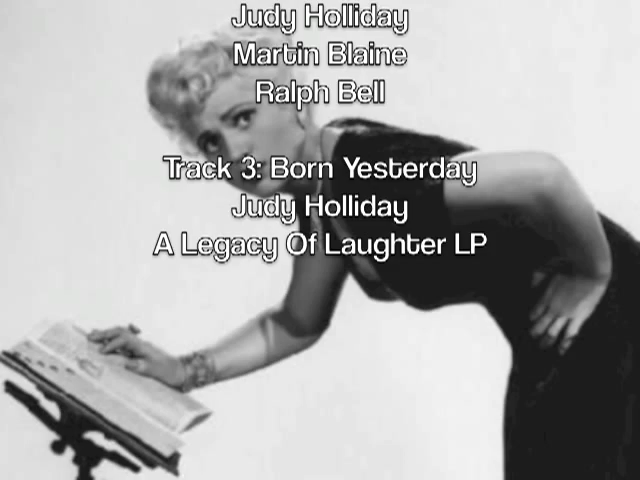 Judy Holliday
Martin Blaine
Ralph Bell
Track 3: Born Yesterday
Judy Holliday
A Legacy Of Laughter LP